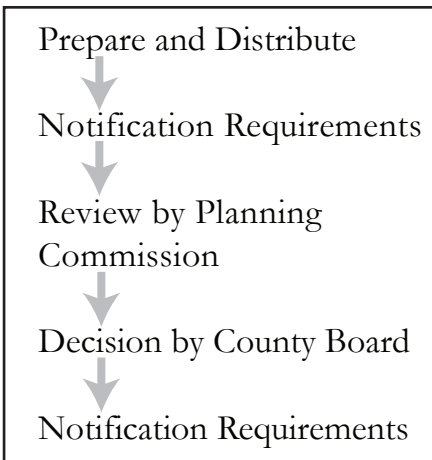 Prepare and Distribute
Notification Requirements
Review by Planning
Commission
Decision by County Board
Notification Requirements